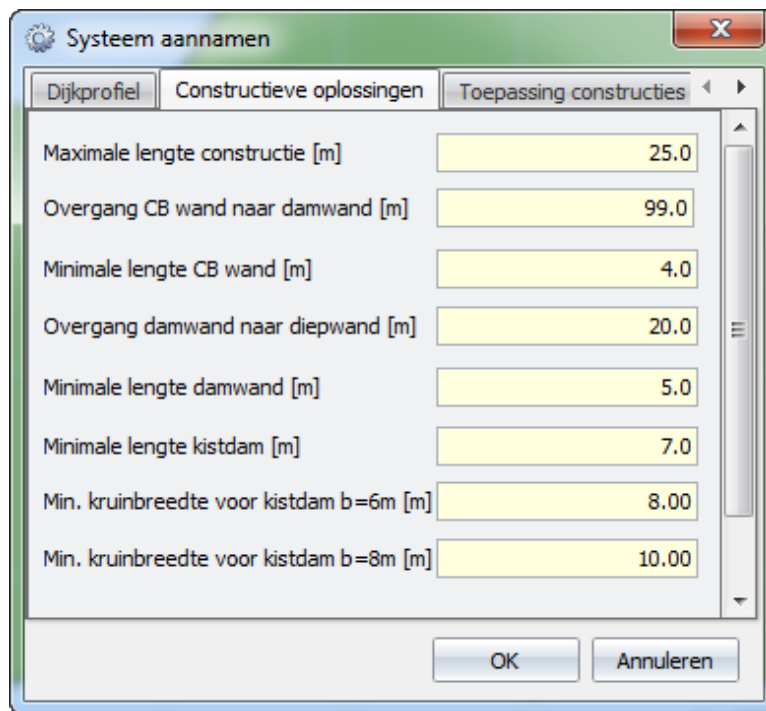 Systeem aannamen
Dijkprofiel Constructieve oplossingen Toepassing constructies
Maximale lengte constructie [m] 25.0
Overgang CB wand naar damwand [m] 99.0
Minimale lengte CB wand [m] 4.0
Overgang damwand naar diepwand [m] 20.0
Minimale lengte damwand [m] 5.0
Minimale lengte kistdam [m] 7.0
Min. kruinbreedte voor kistdam b=6m [m] 8.00
Min. kruinbreedte voor kistdam b=8m [m] 10.00
OK Annuleren